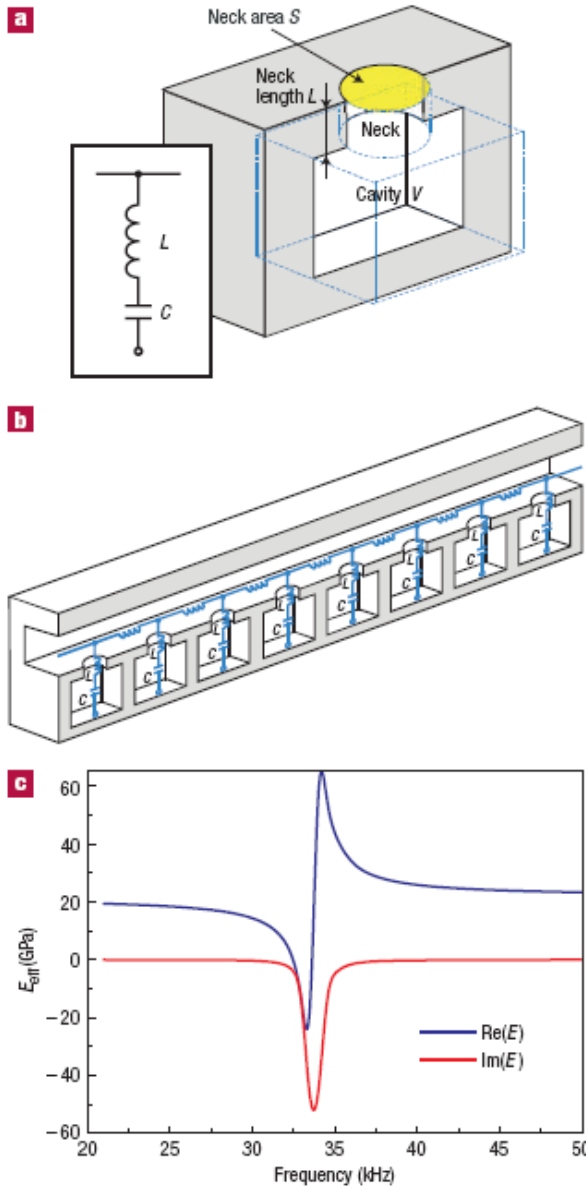 a
Neck area S
Neck
length L
Neck
Cavity V
L
C
b
L
C
L
C
L
C
L
C
L
C
L
C
L
C
L
C
c
60
40
20
0
−20
−40
−60
E_eff (GPa)
Re(E)
Im(E)
20 25 30 35 40 45 50
Frequency (kHz)